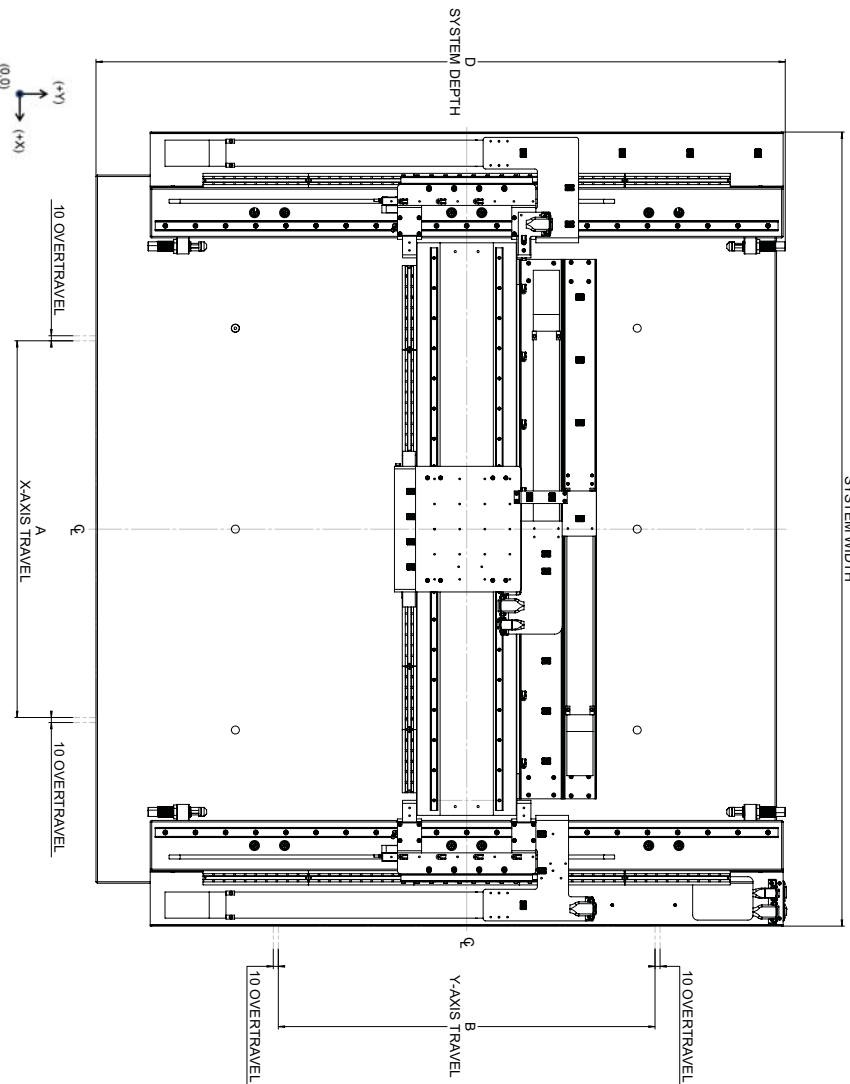 D
SYSTEM DEPTH
(+Y)
(+X)
(0,0)
SYSTEM WIDTH
10 OVERTRAVEL
A
X-AXIS TRAVEL
10 OVERTRAVEL
℄
℄
10 OVERTRAVEL
B
Y-AXIS TRAVEL
10 OVERTRAVEL